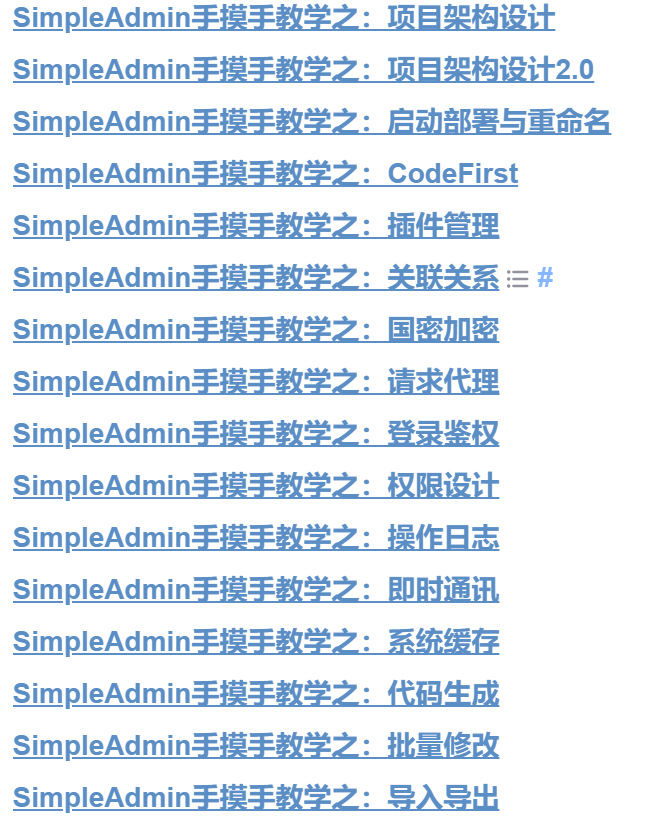 SimpleAdmin手摸手教学之：项目架构设计
SimpleAdmin手摸手教学之：项目架构设计2.0
SimpleAdmin手摸手教学之：启动部署与重命名
SimpleAdmin手摸手教学之：CodeFirst
SimpleAdmin手摸手教学之：插件管理
SimpleAdmin手摸手教学之：关联关系 #
SimpleAdmin手摸手教学之：国密加密
SimpleAdmin手摸手教学之：请求代理
SimpleAdmin手摸手教学之：登录鉴权
SimpleAdmin手摸手教学之：权限设计
SimpleAdmin手摸手教学之：操作日志
SimpleAdmin手摸手教学之：即时通讯
SimpleAdmin手摸手教学之：系统缓存
SimpleAdmin手摸手教学之：代码生成
SimpleAdmin手摸手教学之：批量修改
SimpleAdmin手摸手教学之：导入导出